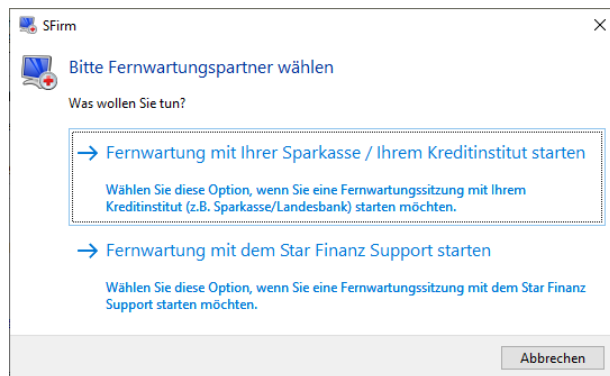 SFirm
Bitte Fernwartungspartner wählen
Was wollen Sie tun?
Fernwartung mit Ihrer Sparkasse / Ihrem Kreditinstitut starten
Wählen Sie diese Option, wenn Sie eine Fernwartungssitzung mit Ihrem
Kreditinstitut (z.B. Sparkasse/Landesbank) starten möchten.
Fernwartung mit dem Star Finanz Support starten
Wählen Sie diese Option, wenn Sie eine Fernwartungssitzung mit dem Star Finanz
Support starten möchten.
Abbrechen